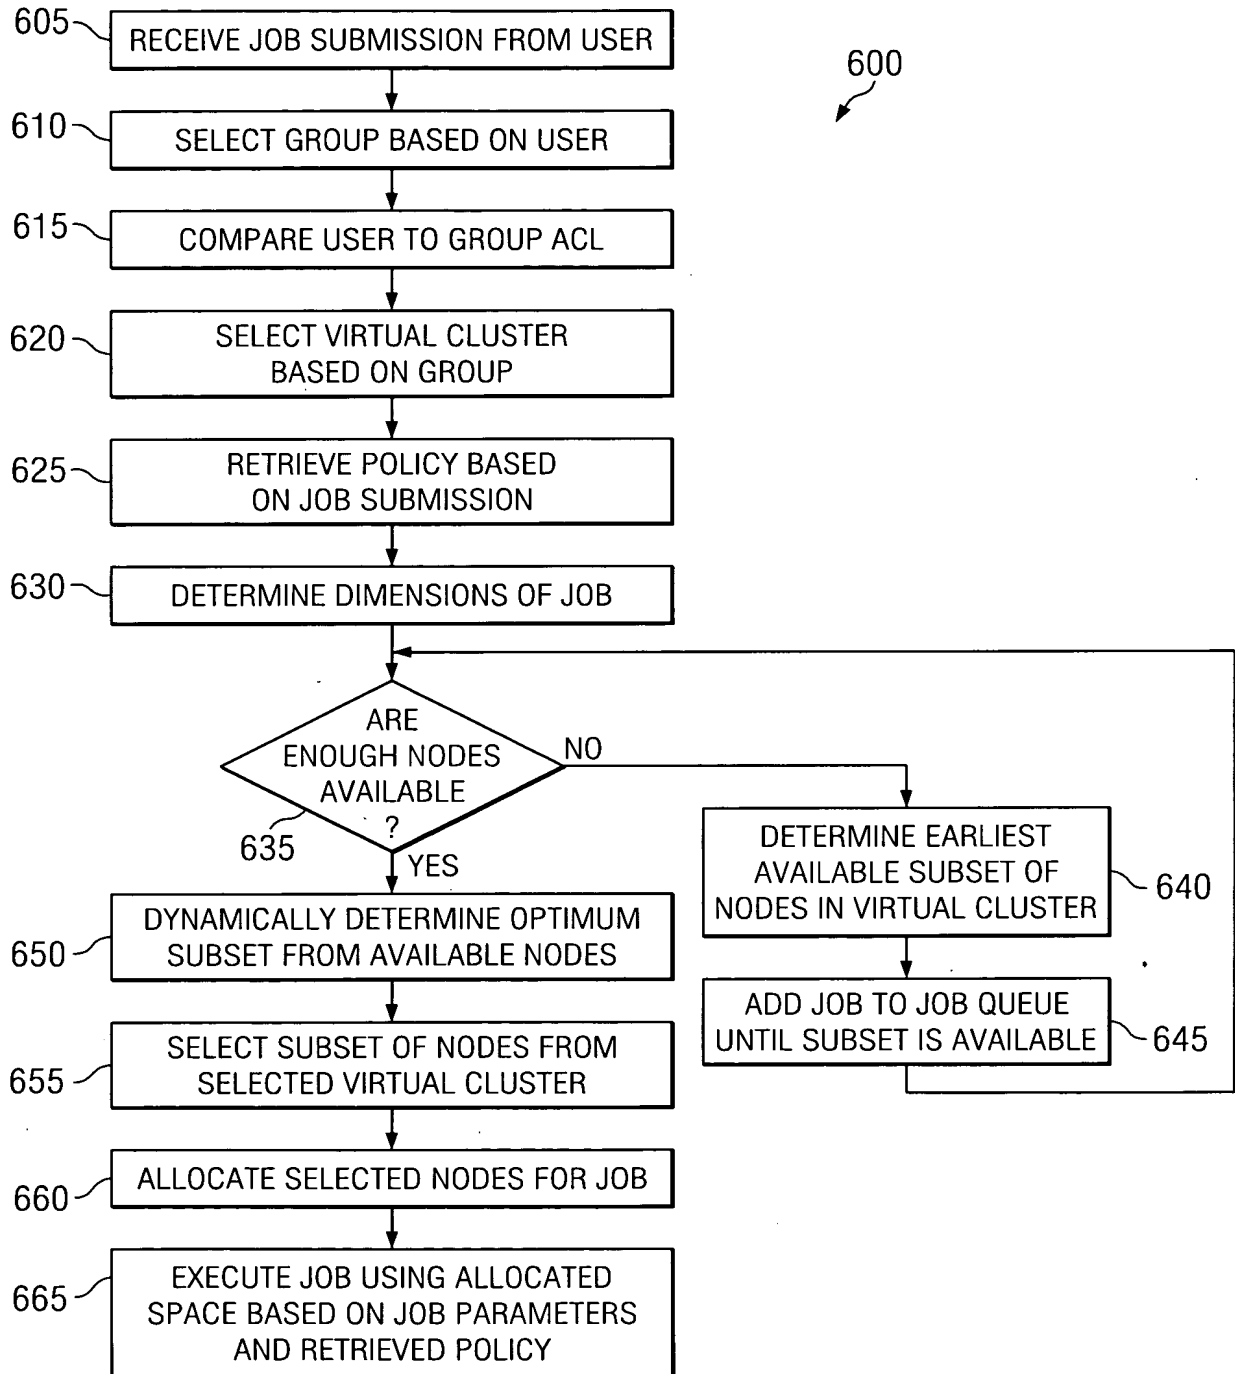 605
RECEIVE JOB SUBMISSION FROM USER
600
610
SELECT GROUP BASED ON USER
615
COMPARE USER TO GROUP ACL
620
SELECT VIRTUAL CLUSTER
BASED ON GROUP
625
RETRIEVE POLICY BASED
ON JOB SUBMISSION
630
DETERMINE DIMENSIONS OF JOB
ARE
ENOUGH NODES
AVAILABLE
?
635
NO
YES
DETERMINE EARLIEST
AVAILABLE SUBSET OF
NODES IN VIRTUAL CLUSTER
640
ADD JOB TO JOB QUEUE
UNTIL SUBSET IS AVAILABLE
645
650
DYNAMICALLY DETERMINE OPTIMUM
SUBSET FROM AVAILABLE NODES
655
SELECT SUBSET OF NODES FROM
SELECTED VIRTUAL CLUSTER
660
ALLOCATE SELECTED NODES FOR JOB
665
EXECUTE JOB USING ALLOCATED
SPACE BASED ON JOB PARAMETERS
AND RETRIEVED POLICY